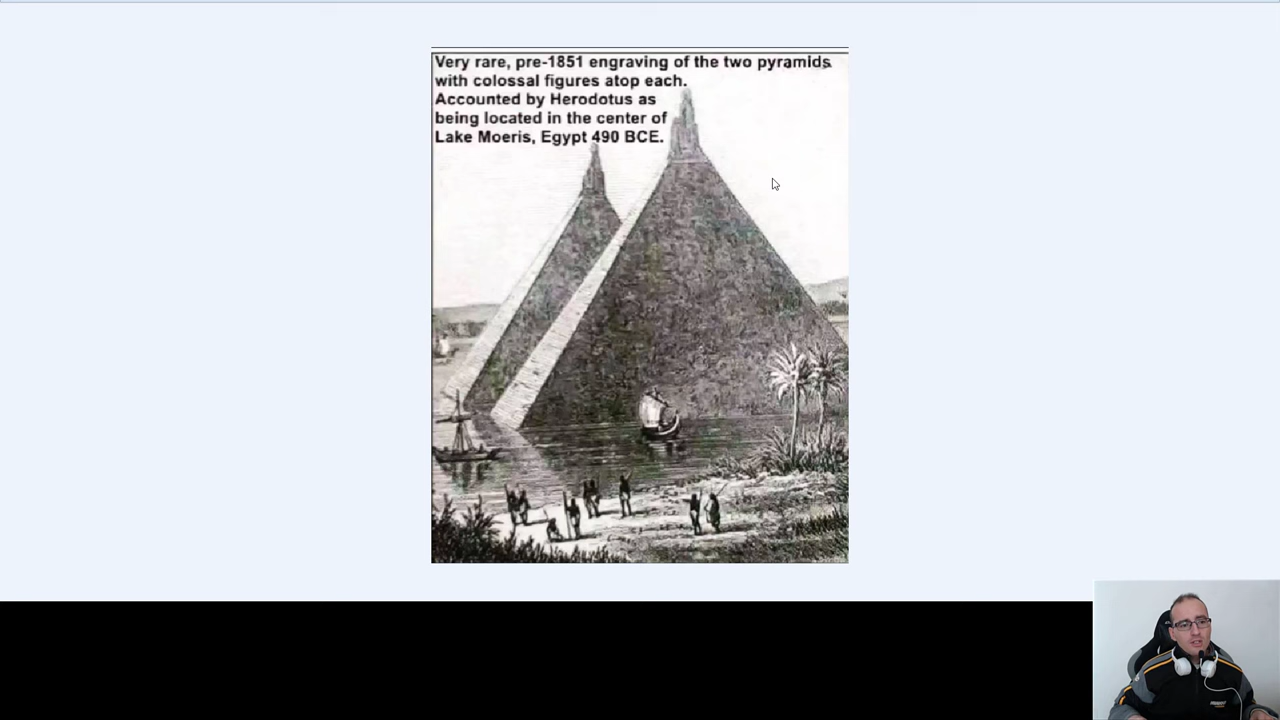 Very rare, pre-1851 engraving of the two pyramids
with colossal figures atop each.
Accounted by Herodotus as
being located in the center of
Lake Moeris, Egypt 490 BCE.